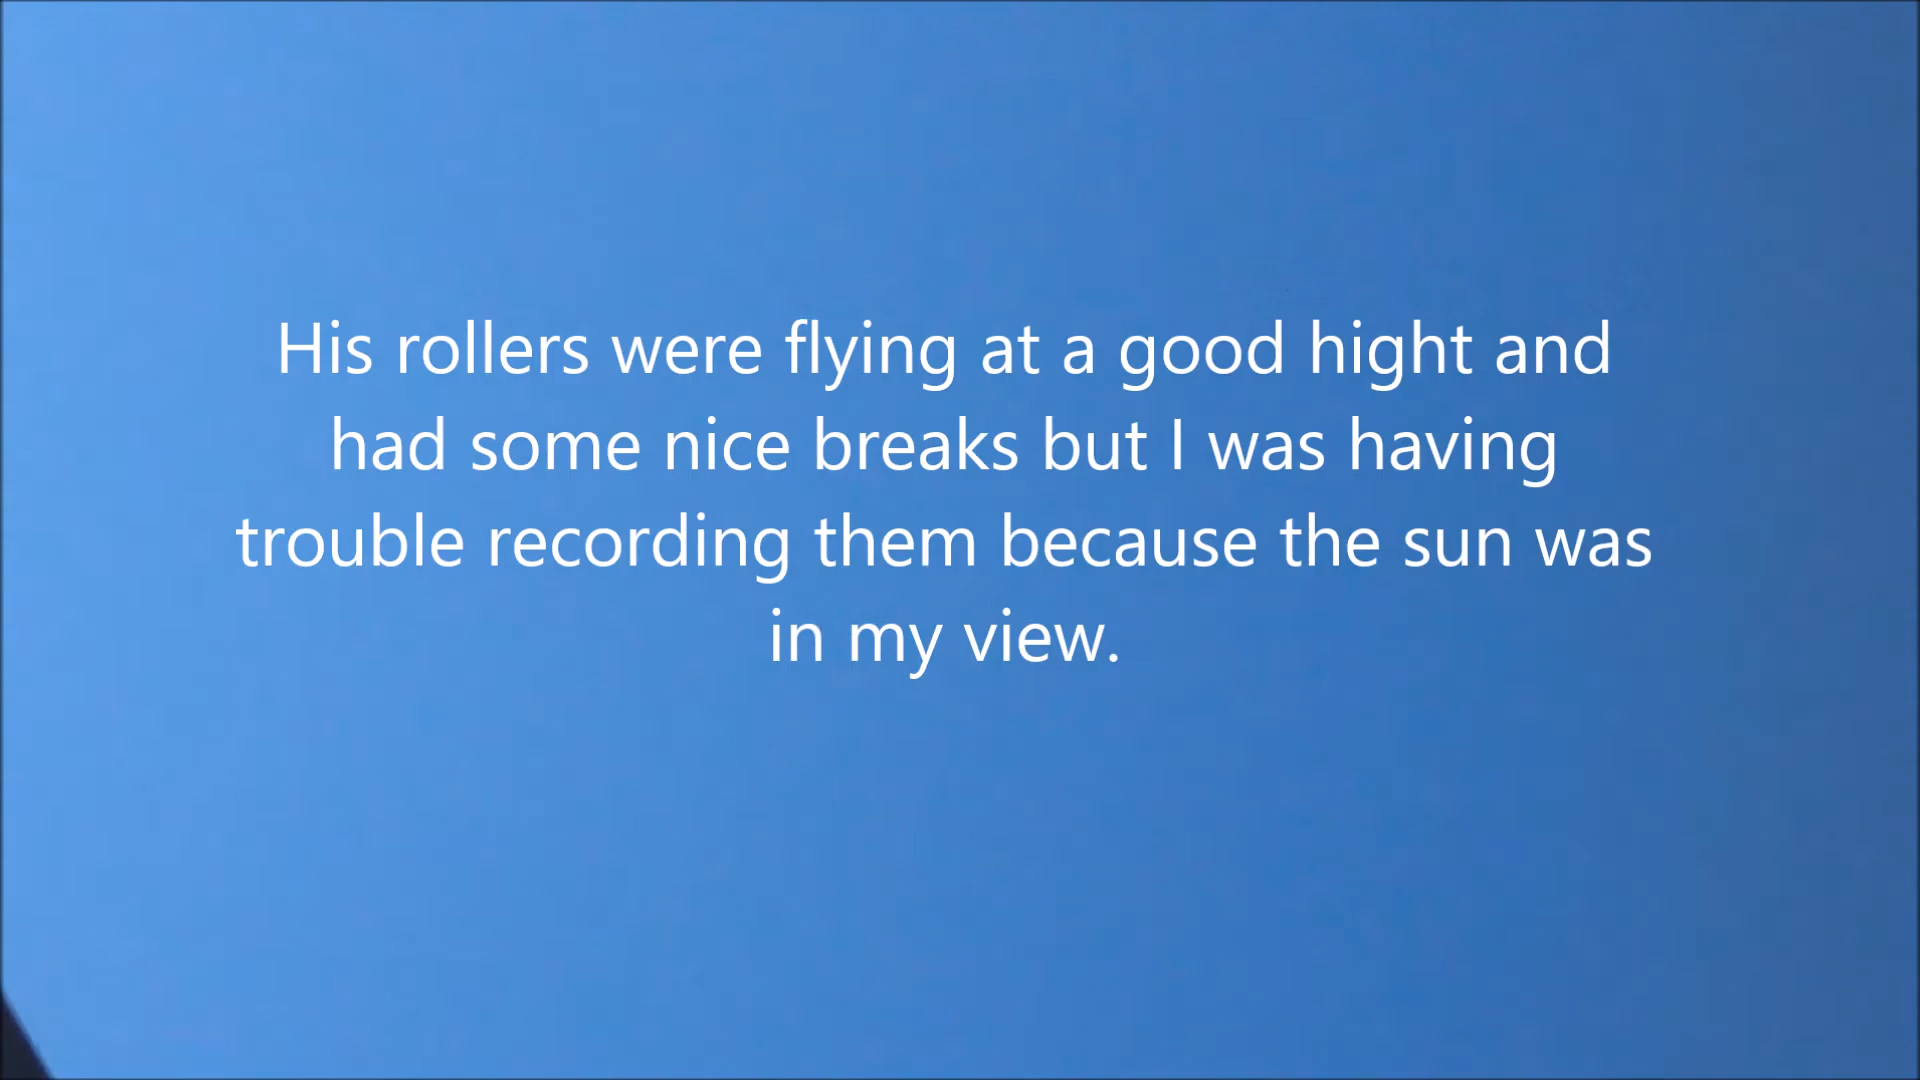 His rollers were flying at a good hight and
had some nice breaks but I was having
trouble recording them because the sun was
in my view.